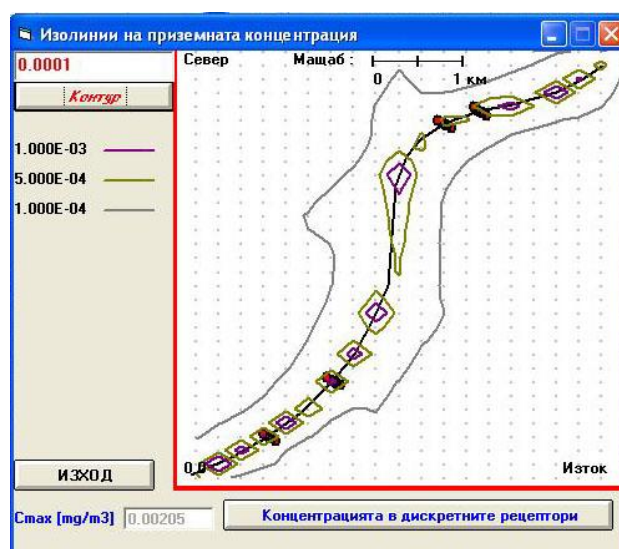 Изолинии на приземната концентрация
0.0001
Контур
1.000E-03
5.000E-04
1.000E-04
Север
Мащаб :
0 1 км
0,0
Изток
ИЗХОД
Cmax [mg/m3] 0.00205
Концентрацията в дискретните рецептори